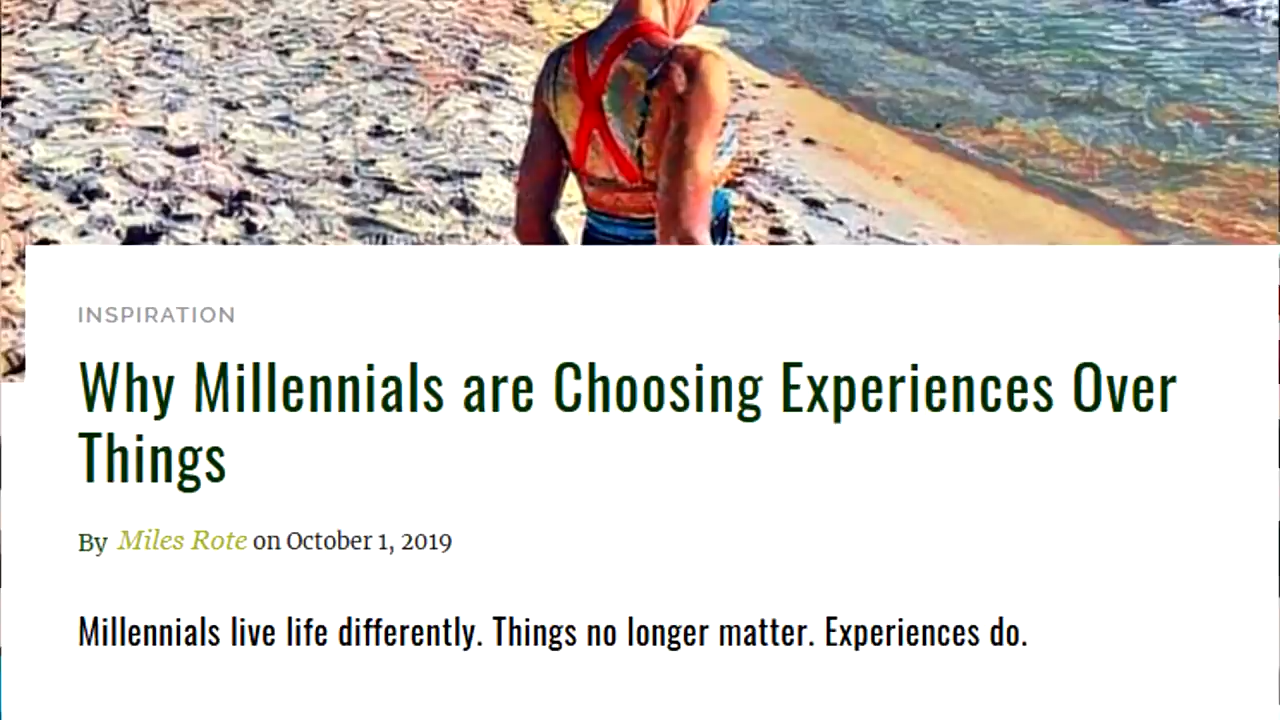 INSPIRATION
Why Millennials are Choosing Experiences Over
Things
By Miles Rote on October 1, 2019
Millennials live life differently. Things no longer matter. Experiences do.